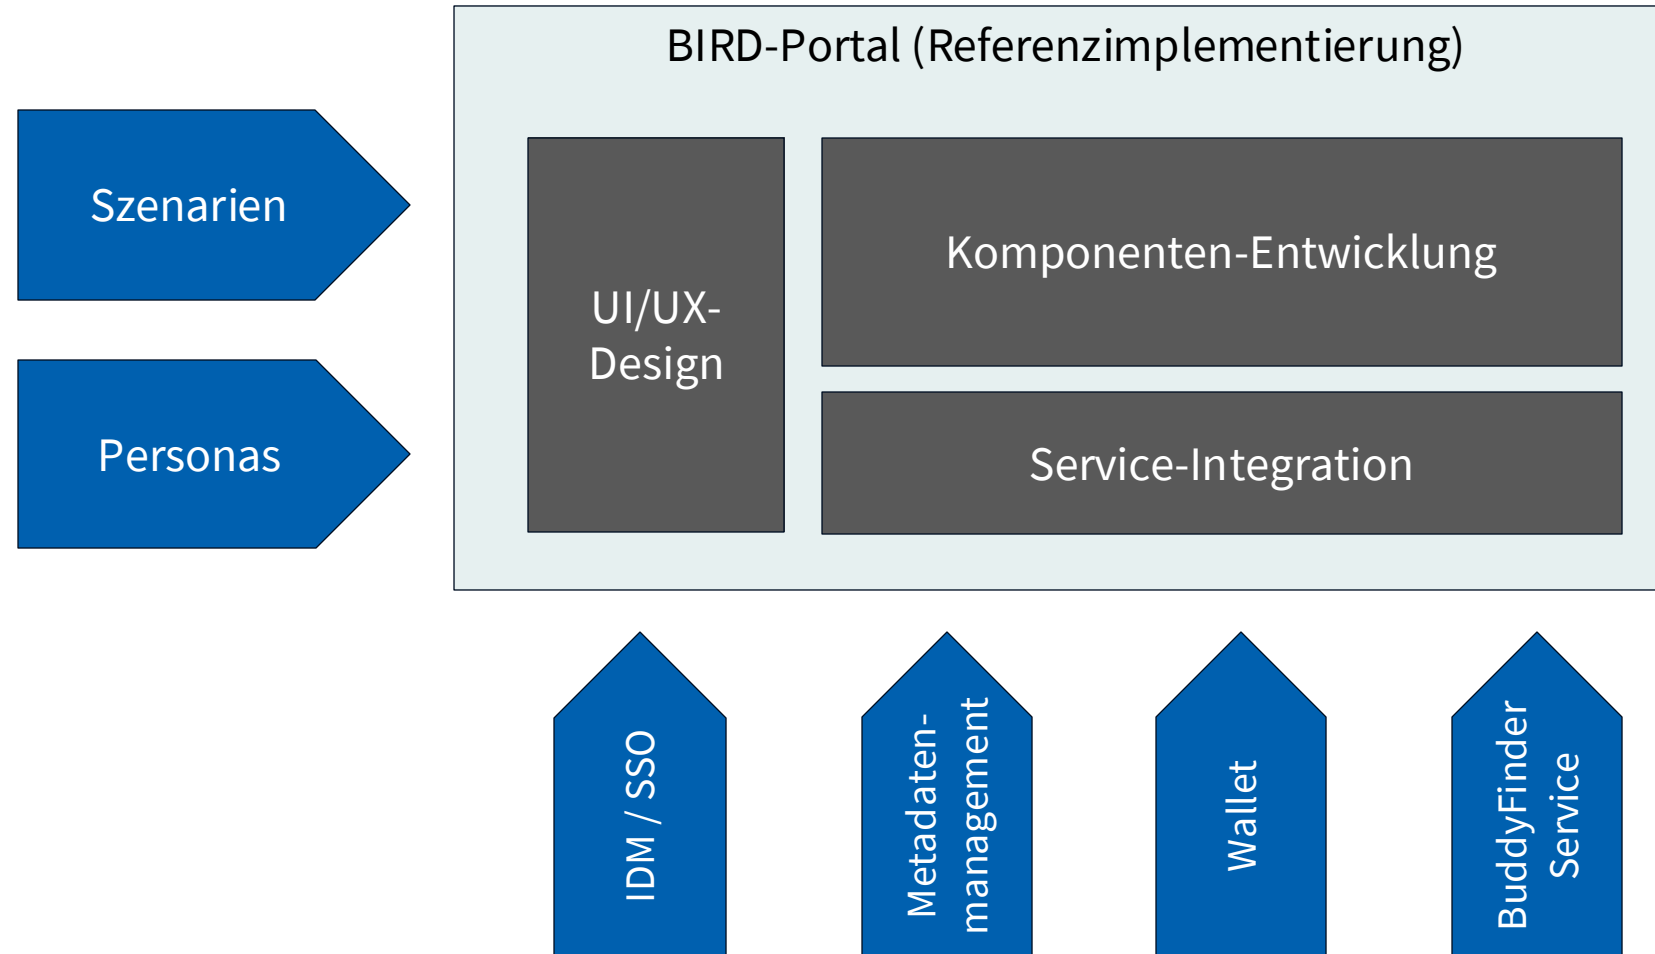 BIRD-Portal (Referenzimplementierung)
Szenarien
Personas
UI/UX-
Design
Komponenten-Entwicklung
Service-Integration
IDM / SSO
Metadaten-
management
Wallet
BuddyFinder
Service